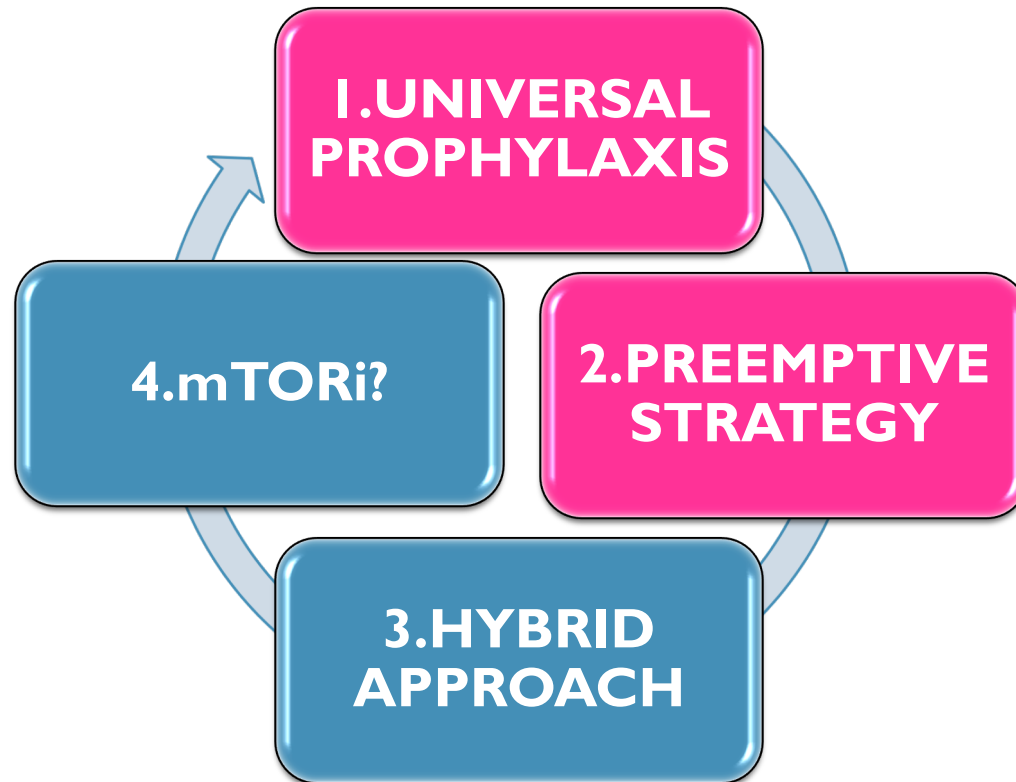 1.UNIVERSAL
PROPHYLAXIS
2.PREEMPTIVE
STRATEGY
3.HYBRID
APPROACH
4.mTORi?